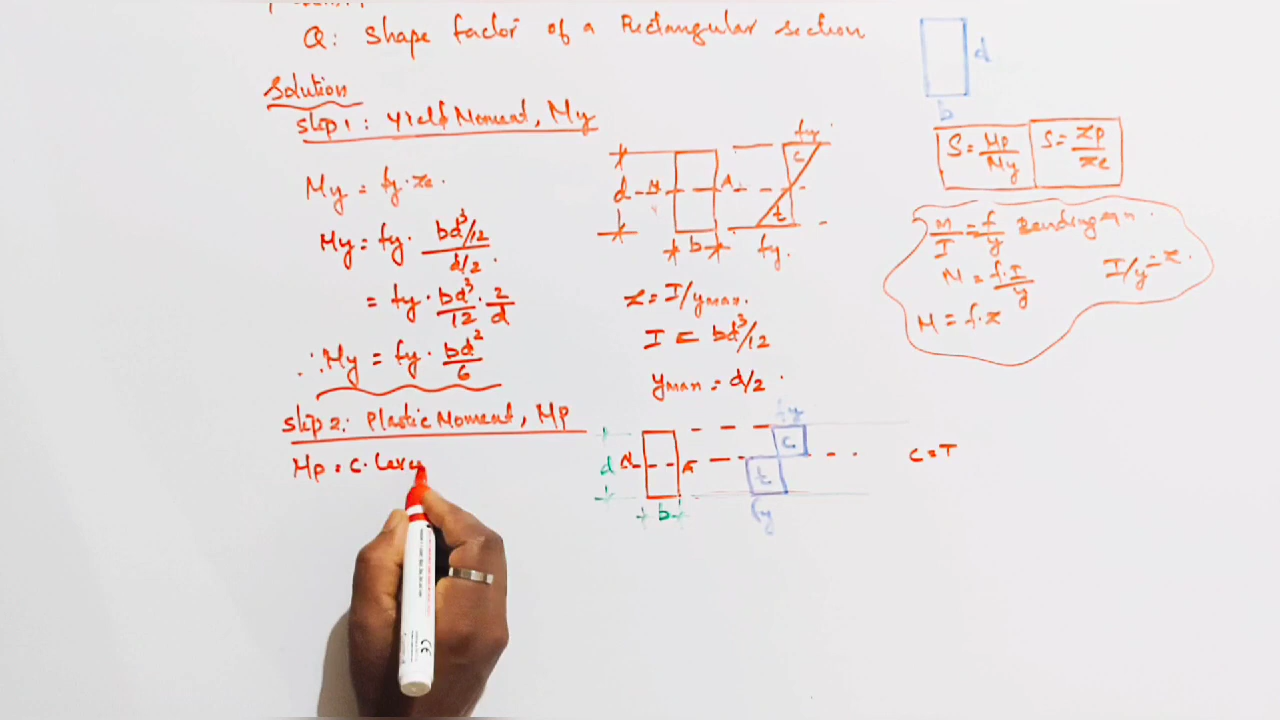 Q: Shape factor of a Rectangular section
d
b
Solution
Step 1: Yield Moment, My
S = Mp/My
S = Zp/Ze
My = fy · Ze.
My = fy · bd³/12 / d/2.
= fy · bd³/12 · 2/d
∴ My = fy · bd²/6
fy
c
d
N
A
t
b
fy.
Z = I/ymax.
I = bd³/12
ymax = d/2.
M/I = f/y Bending
M = f·I/y
I/y = Z.
M = f·Z
Step 2: Plastic Moment, Mp
Mp = C. Leve
fy
c
d
N
A
t
b
fy
C = T